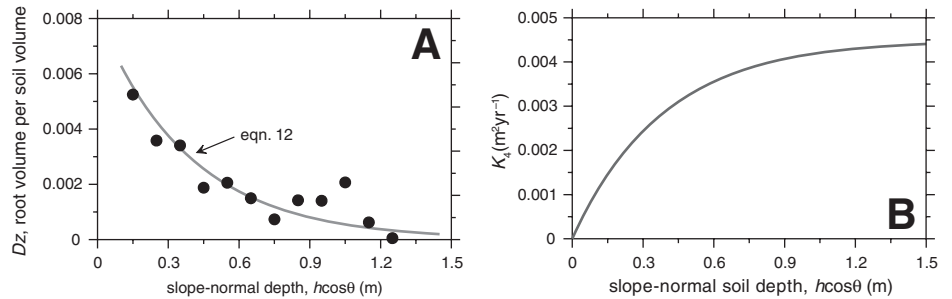 0.008
0.006
0.004
0.002
0
Dz, root volume per soil volume
A
eqn. 12
0 0.3 0.6 0.9 1.2 1.5
slope-normal depth, hcosθ (m)
0.005
0.004
0.003
0.002
0.001
0
K₄(m²yr⁻¹)
B
0 0.3 0.6 0.9 1.2 1.5
slope-normal soil depth, hcosθ (m)